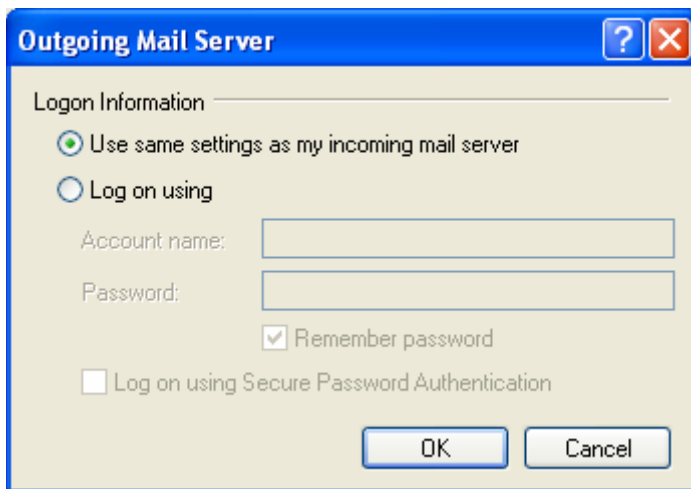 Outgoing Mail Server
Logon Information
Use same settings as my incoming mail server
Log on using
Account name:
Password:
Remember password
Log on using Secure Password Authentication
OK Cancel